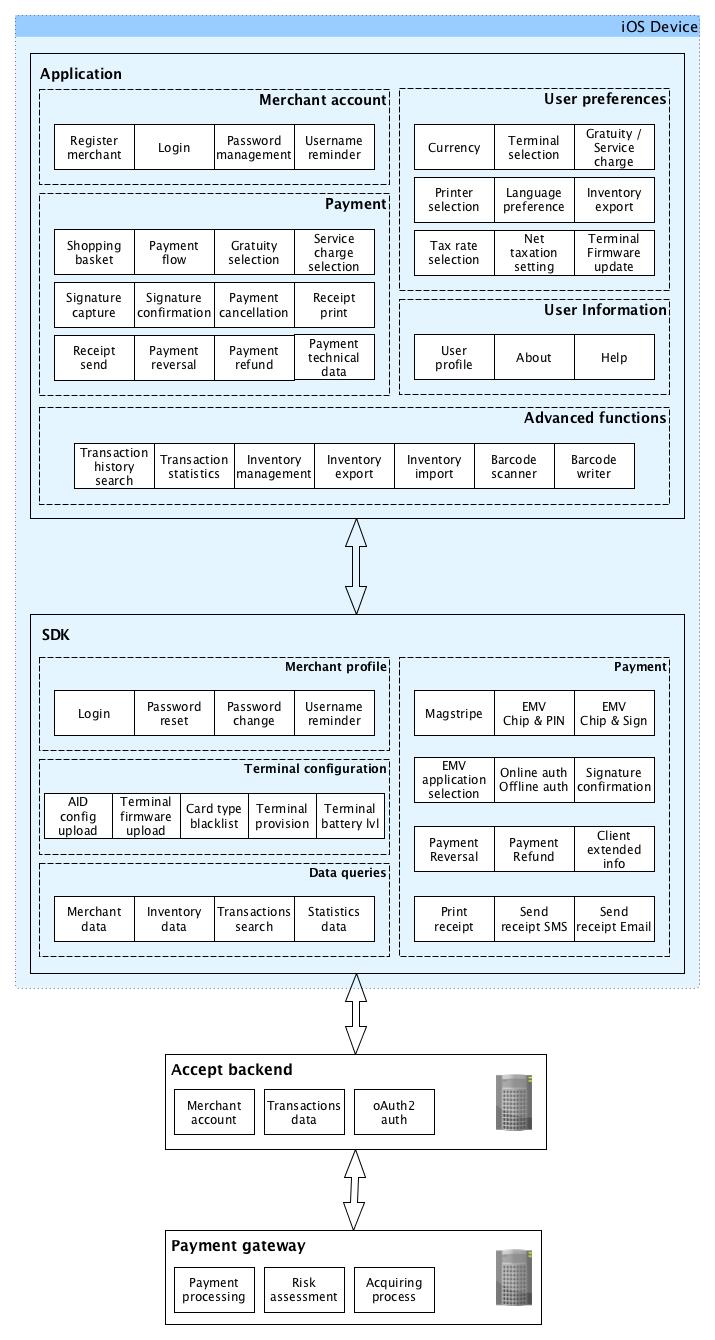 iOS Device
Application
Merchant account
Register
merchant
Login
Password
management
Username
reminder
User preferences
Currency
Terminal
selection
Gratuity /
Service
charge
Printer
selection
Language
preference
Inventory
export
Tax rate
selection
Net
taxation
setting
Terminal
Firmware
update
Payment
Shopping
basket
Payment
flow
Gratuity
selection
Service
charge
selection
Signature
capture
Signature
confirmation
Payment
cancellation
Receipt
print
Receipt
send
Payment
reversal
Payment
refund
Payment
technical
data
User Information
User
profile
About
Help
Advanced functions
Transaction
history
search
Transaction
statistics
Inventory
management
Inventory
export
Inventory
import
Barcode
scanner
Barcode
writer
SDK
Merchant profile
Login
Password
reset
Password
change
Username
reminder
Terminal configuration
AID
config
upload
Terminal
firmware
upload
Card type
blacklist
Terminal
provision
Terminal
battery lvl
Data queries
Merchant
data
Inventory
data
Transactions
search
Statistics
data
Payment
Magstripe
EMV
Chip & PIN
EMV
Chip & Sign
EMV
application
selection
Online auth
Offline auth
Signature
confirmation
Payment
Reversal
Payment
Refund
Client
extended
info
Print
receipt
Send
receipt SMS
Send
receipt Email
Accept backend
Merchant
account
Transactions
data
oAuth2
auth
Payment gateway
Payment
processing
Risk
assessment
Acquiring
process